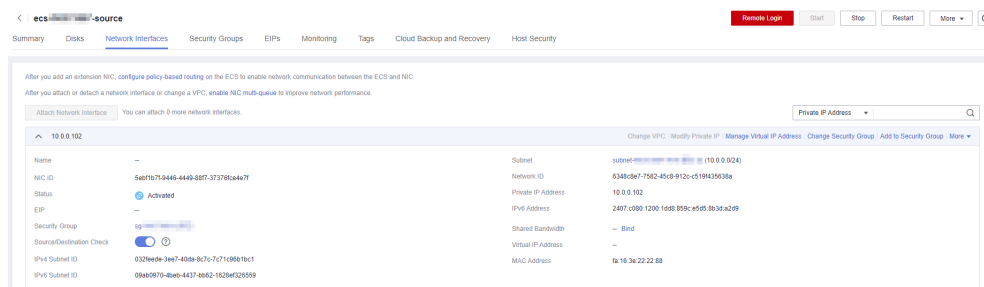 ecs-
-source
Remote Login
Start
Stop
Restart
More
Summary
Disks
Network Interfaces
Security Groups
EIPs
Monitoring
Tags
Cloud Backup and Recovery
Host Security
After you add an extension NIC, configure policy-based routing on the ECS to enable network communication between the ECS and NIC.
After you attach or detach a network interface or change a VPC, enable NIC multi-queue to improve network performance.
Attach Network Interface
You can attach 0 more network interfaces.
Private IP Address
10.0.0.102
Change VPC | Modify Private IP | Manage Virtual IP Address | Change Security Group | Add to Security Group | More
Name --
Subnet subnet- (10.0.0.0/24)
NIC ID 5ebf1b7f-9446-4449-88f7-37376fce4e7f
Network ID 6348c8e7-7582-45c8-912c-c519f435638a
Status Activated
Private IP Address 10.0.0.102
EIP --
IPv6 Address 2407:c080:1200:1dd8:859c:e5d5:8b3d:a2d9
Security Group sg-
Shared Bandwidth -- Bind
Source/Destination Check
Virtual IP Address --
IPv4 Subnet ID 032feede-3ee7-40da-8c7c-7c71c96b1bc1
MAC Address fa:16:3e:22:22:88
IPv6 Subnet ID 09ab0970-4beb-4437-bb62-1628ef326559